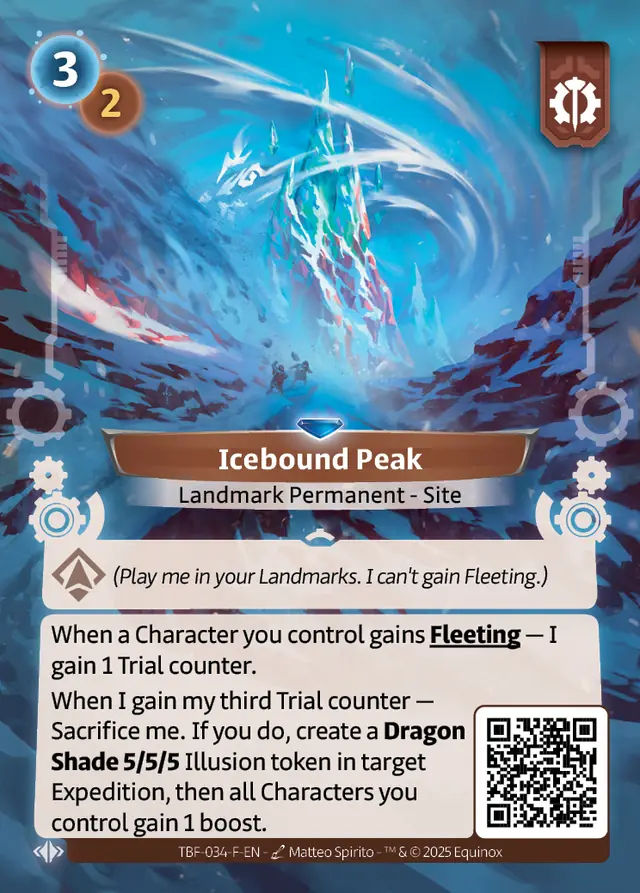 3
2
Icebound Peak
Landmark Permanent - Site
(Play me in your Landmarks. I can't gain Fleeting.)
When a Character you control gains Fleeting — I
gain 1 Trial counter.
When I gain my third Trial counter —
Sacrifice me. If you do, create a Dragon
Shade 5/5/5 Illusion token in target
Expedition, then all Characters you
control gain 1 boost.
TBF-034-F-EN - Matteo Spirito - ™ & © 2025 Equinox